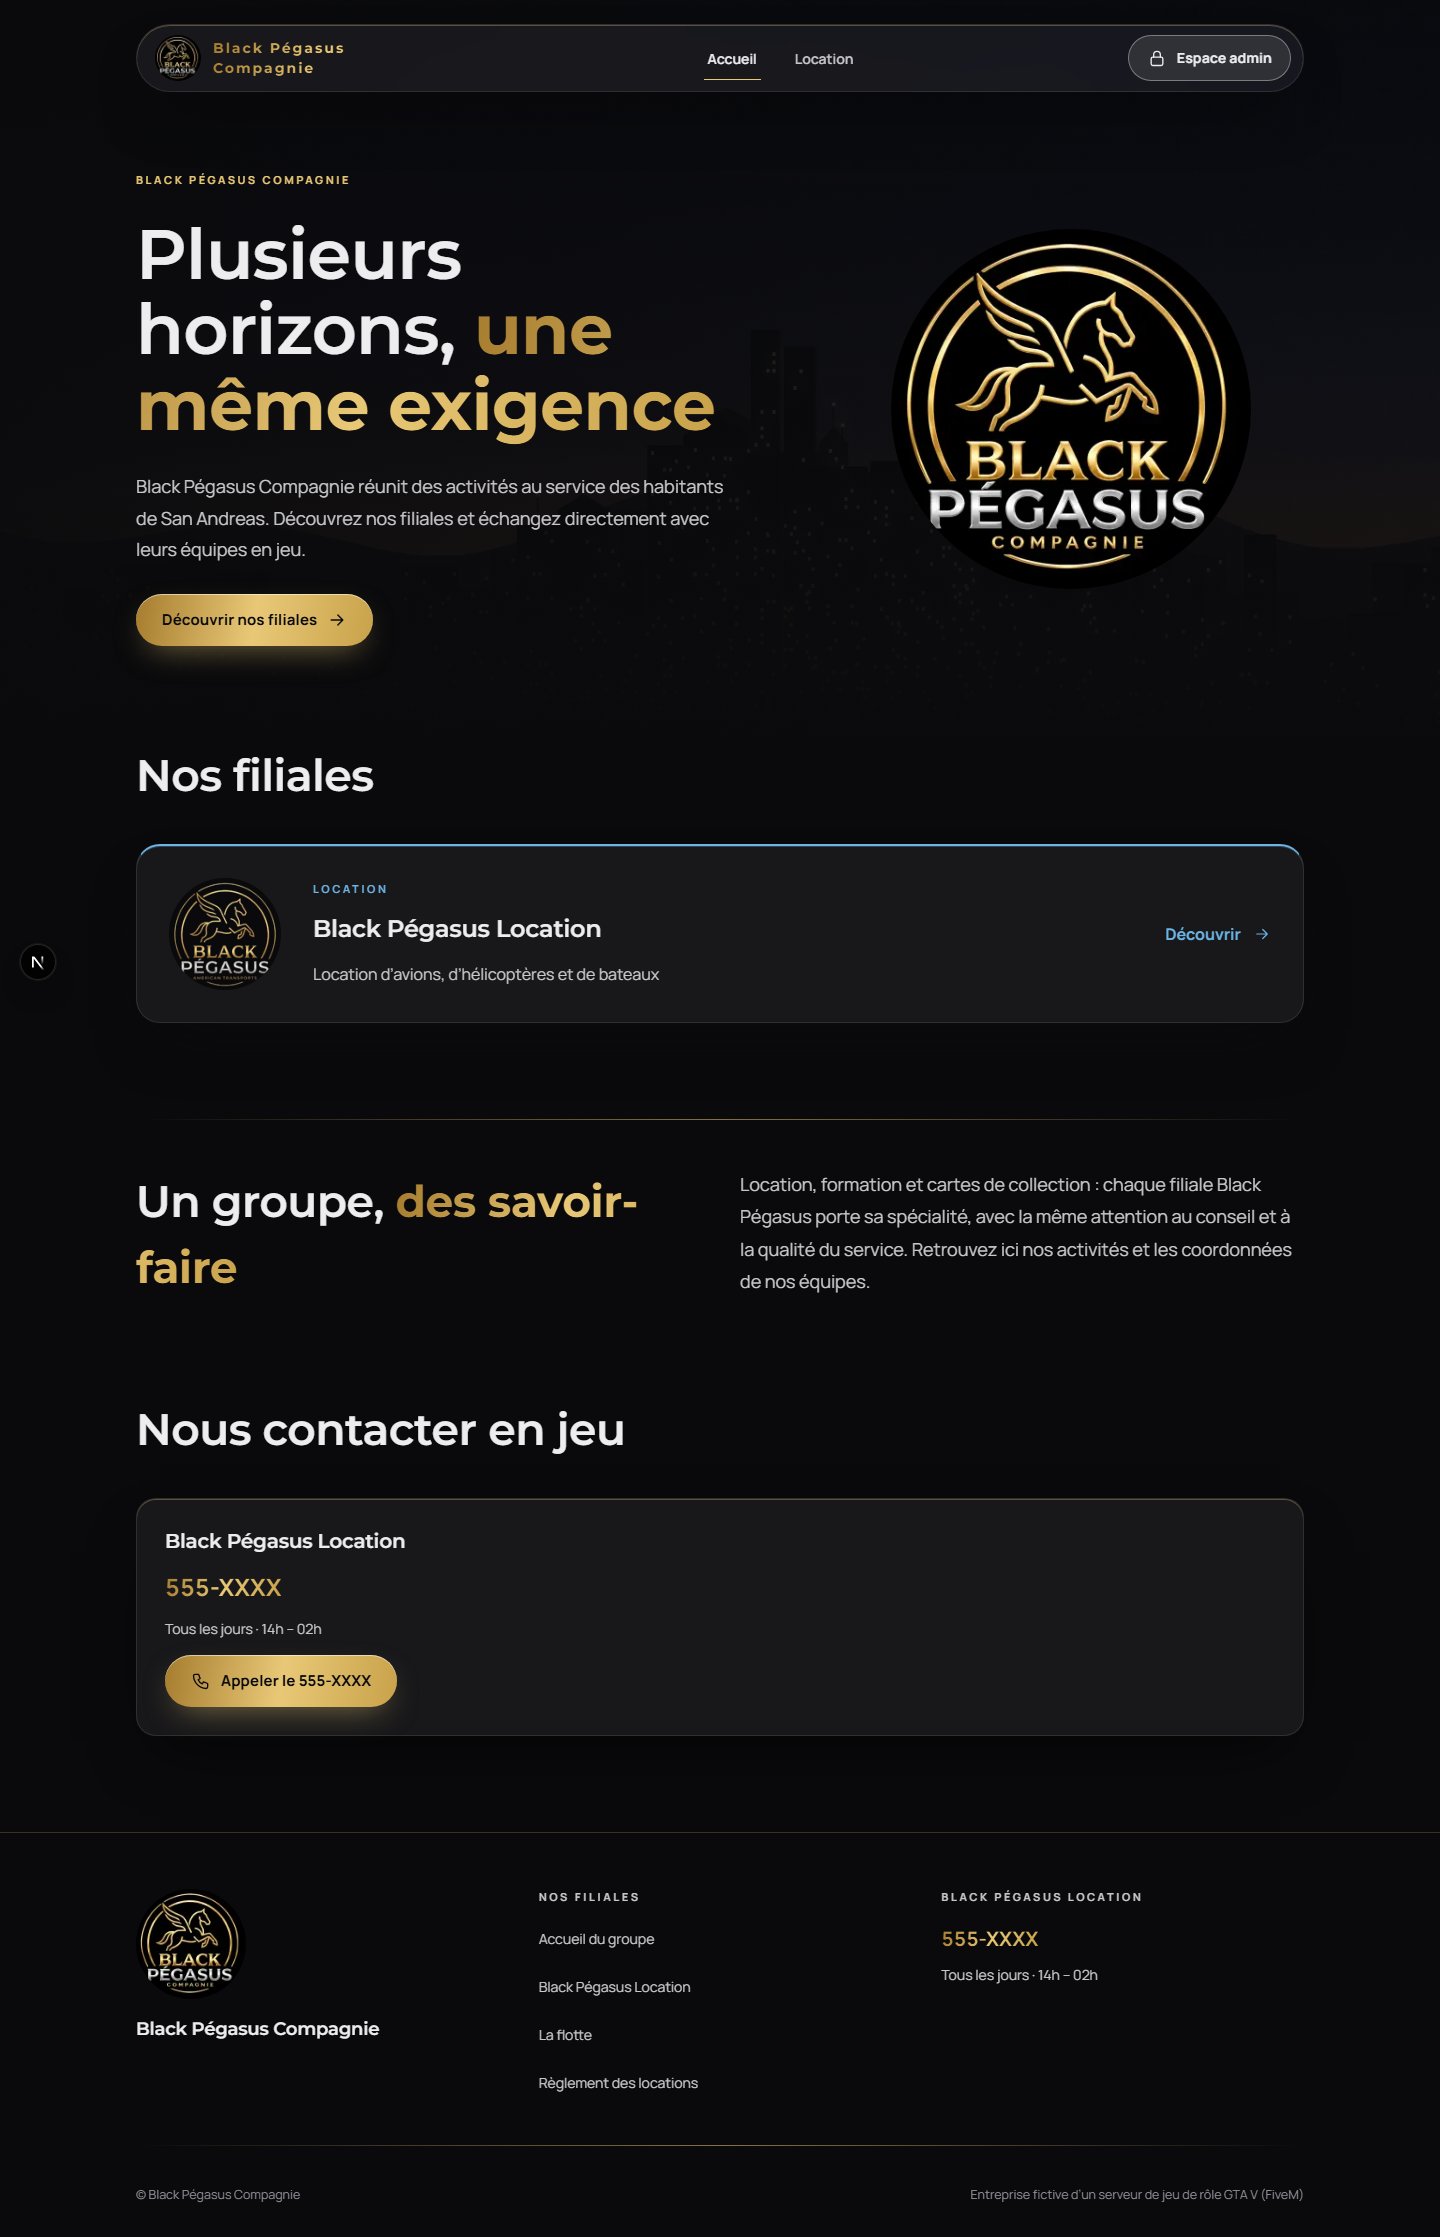 BLACK
PÉGASUS
Black Pégasus
Compagnie
Accueil
Location
Espace admin
BLACK PÉGASUS COMPAGNIE
Plusieurs
horizons, une
même exigence
Black Pégasus Compagnie réunit des activités au service des habitants
de San Andreas. Découvrez nos filiales et échangez directement avec
leurs équipes en jeu.
Découvrir nos filiales
BLACK
PÉGASUS
COMPAGNIE
Nos filiales
BLACK
PÉGASUS
AMERICAN TRANSPORTS
LOCATION
Black Pégasus Location
Location d’avions, d’hélicoptères et de bateaux
Découvrir
N
Un groupe, des savoir-
faire
Location, formation et cartes de collection : chaque filiale Black
Pégasus porte sa spécialité, avec la même attention au conseil et à
la qualité du service. Retrouvez ici nos activités et les coordonnées
de nos équipes.
Nous contacter en jeu
Black Pégasus Location
555-XXXX
Tous les jours · 14h – 02h
Appeler le 555-XXXX
BLACK
PÉGASUS
COMPAGNIE
Black Pégasus Compagnie
NOS FILIALES
Accueil du groupe
Black Pégasus Location
La flotte
Règlement des locations
BLACK PÉGASUS LOCATION
555-XXXX
Tous les jours · 14h – 02h
© Black Pégasus Compagnie
Entreprise fictive d’un serveur de jeu de rôle GTA V (FiveM)